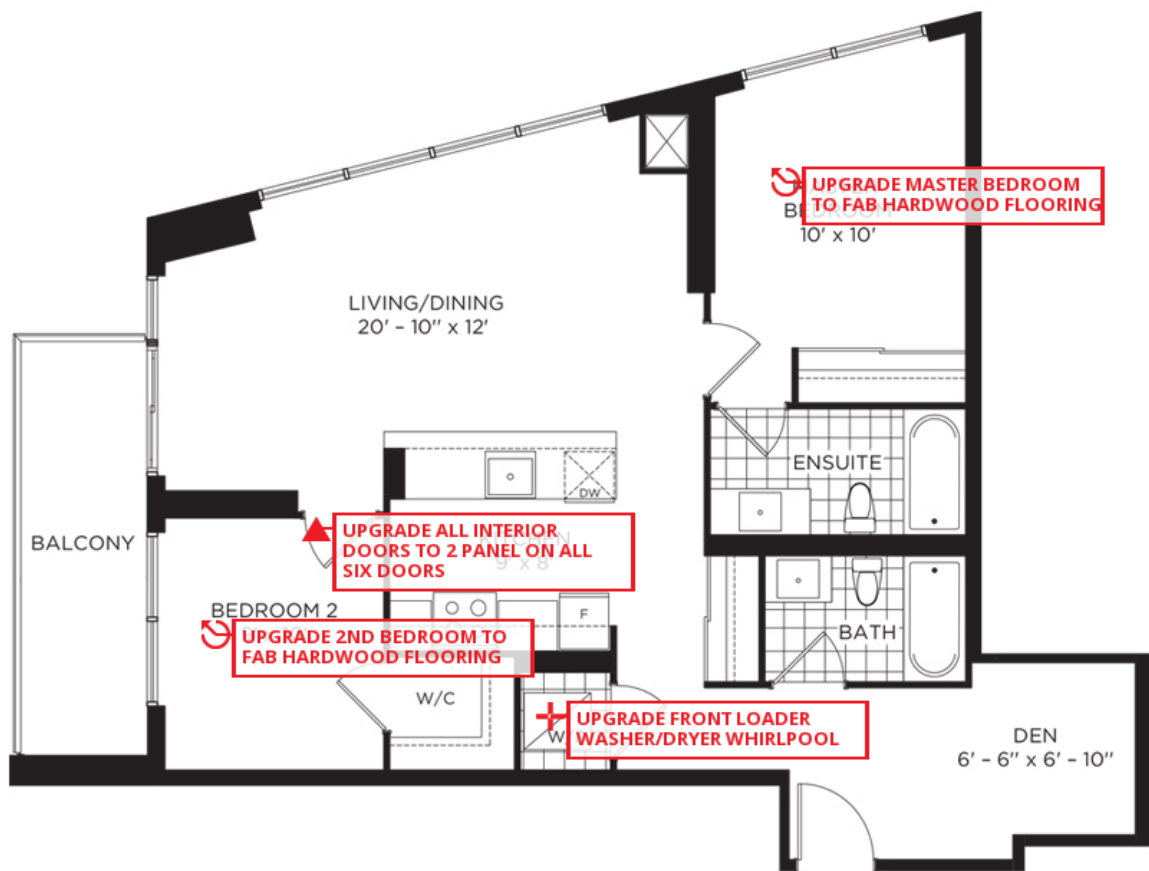 UPGRADE MASTER BEDROOM
TO FAB HARDWOOD FLOORING
BEDROOM
10' x 10'
LIVING/DINING
20' - 10" x 12'
ENSUITE
DW
BALCONY
UPGRADE ALL INTERIOR
DOORS TO 2 PANEL ON ALL
SIX DOORS
KITCHEN
9' x 8'
F
BEDROOM 2
UPGRADE 2ND BEDROOM TO
FAB HARDWOOD FLOORING
BATH
W/C
UPGRADE FRONT LOADER
WASHER/DRYER WHIRLPOOL
W
DEN
6' - 6" x 6' - 10"